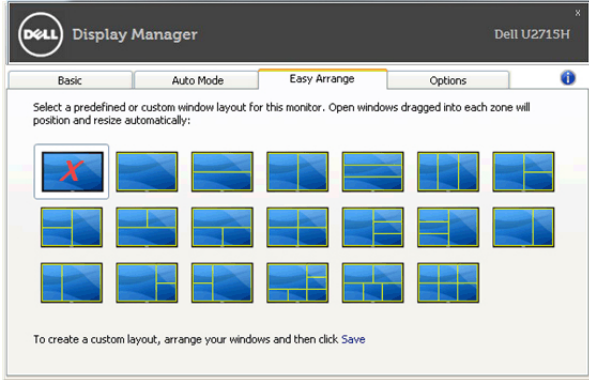 x
DELL Display Manager Dell U2715H
Basic Auto Mode Easy Arrange Options i
Select a predefined or custom window layout for this monitor. Open windows dragged into each zone will
position and resize automatically:
X
To create a custom layout, arrange your windows and then click Save